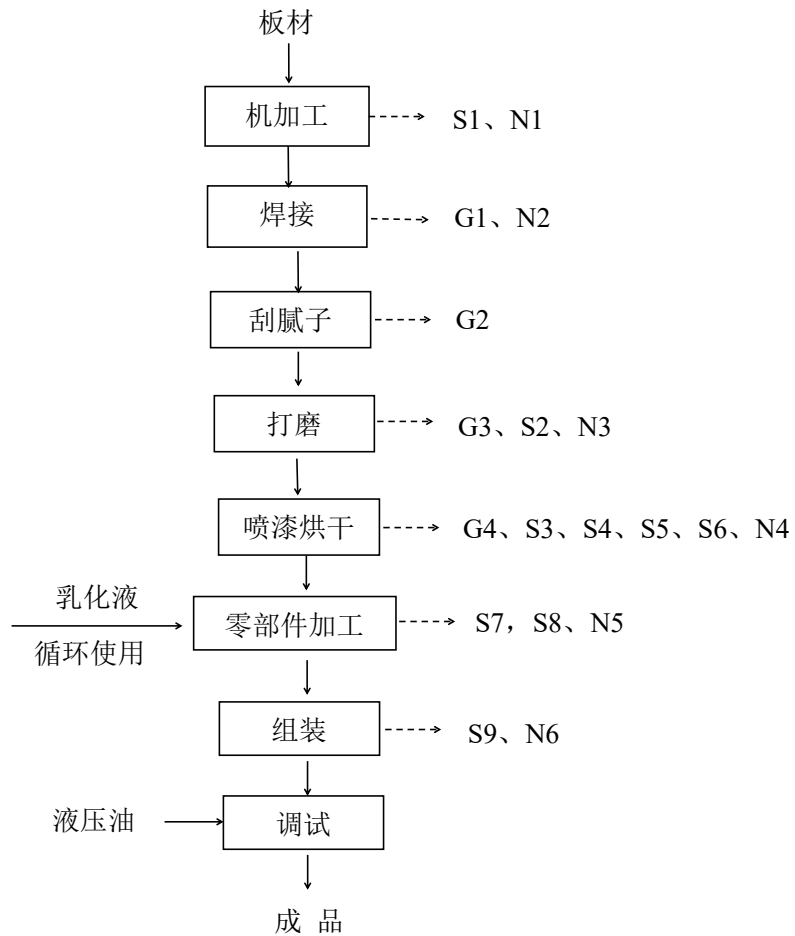 板材
机加工
S1、N1
焊接
G1、N2
刮腻子
G2
打磨
G3、S2、N3
喷漆烘干
G4、S3、S4、S5、S6、N4
乳化液
循环使用
零部件加工
S7，S8、N5
组装
S9、N6
液压油
调试
成 品